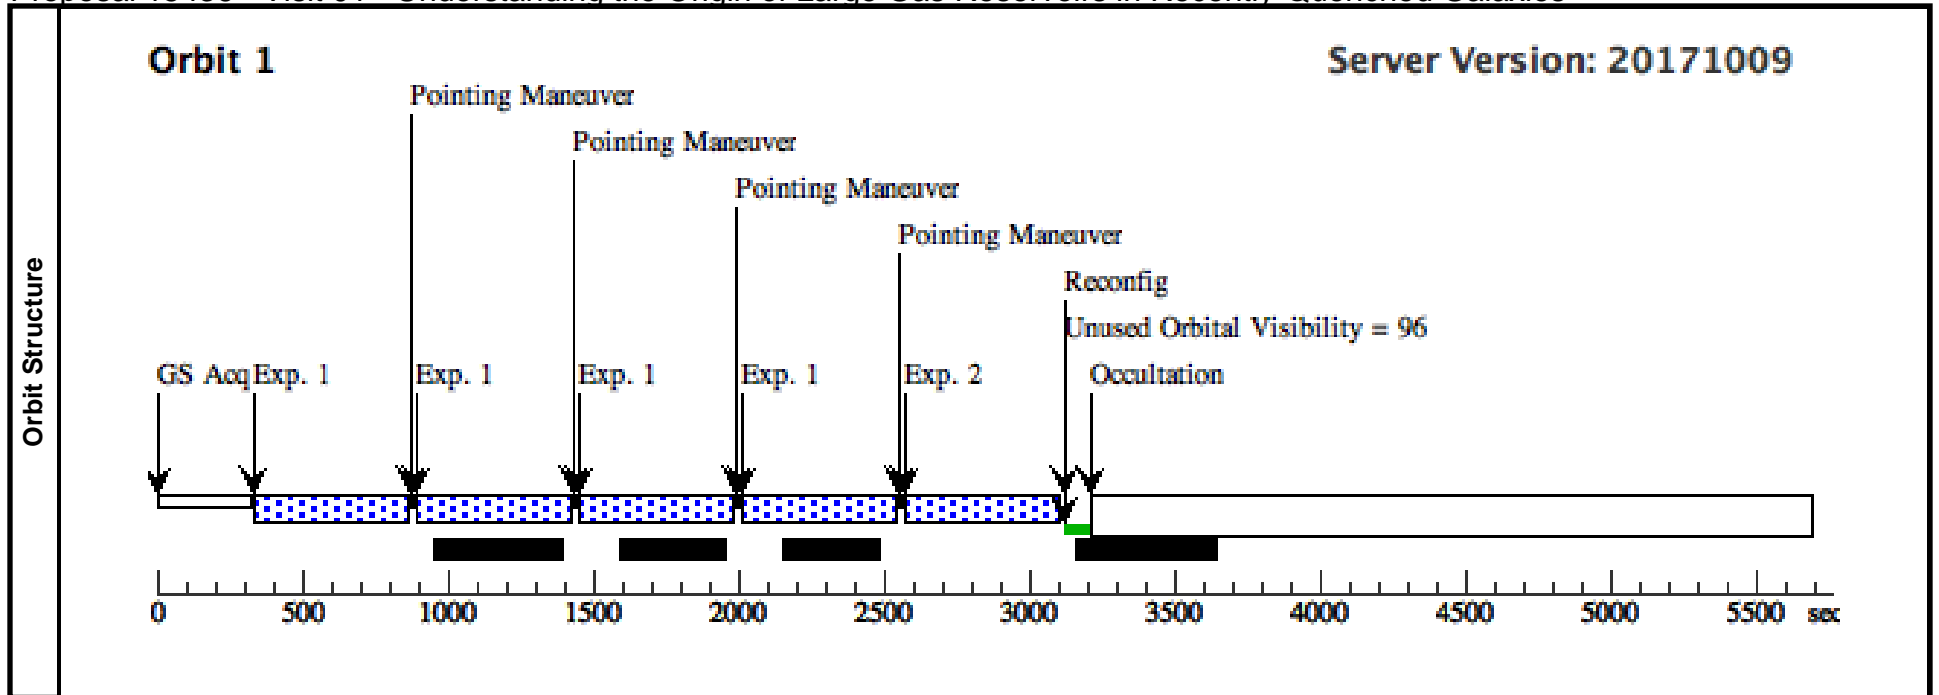 Orbit 1
Server Version: 20171009
Pointing Maneuver
Pointing Maneuver
Pointing Maneuver
Pointing Maneuver
Reconfig
Unused Orbital Visibility = 96
GS Acq Exp. 1 Exp. 1 Exp. 1 Exp. 1 Exp. 2 Occultation
Orbit Structure
0 500 1000 1500 2000 2500 3000 3500 4000 4500 5000 5500 sec